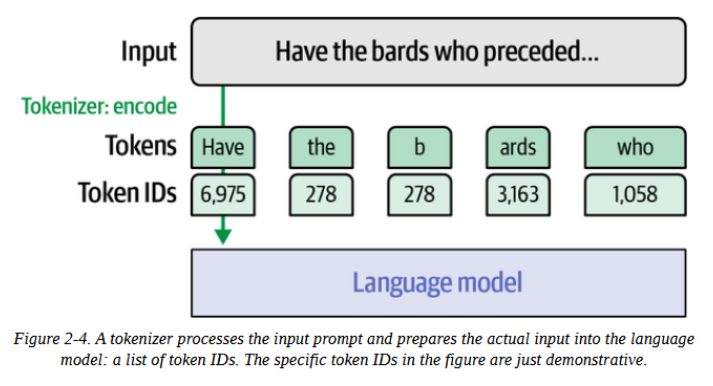 Input Have the bards who preceded...
Tokenizer: encode
Tokens Have the b ards who
Token IDs 6,975 278 278 3,163 1,058
Language model
Figure 2-4. A tokenizer processes the input prompt and prepares the actual input into the language
model: a list of token IDs. The specific token IDs in the figure are just demonstrative.